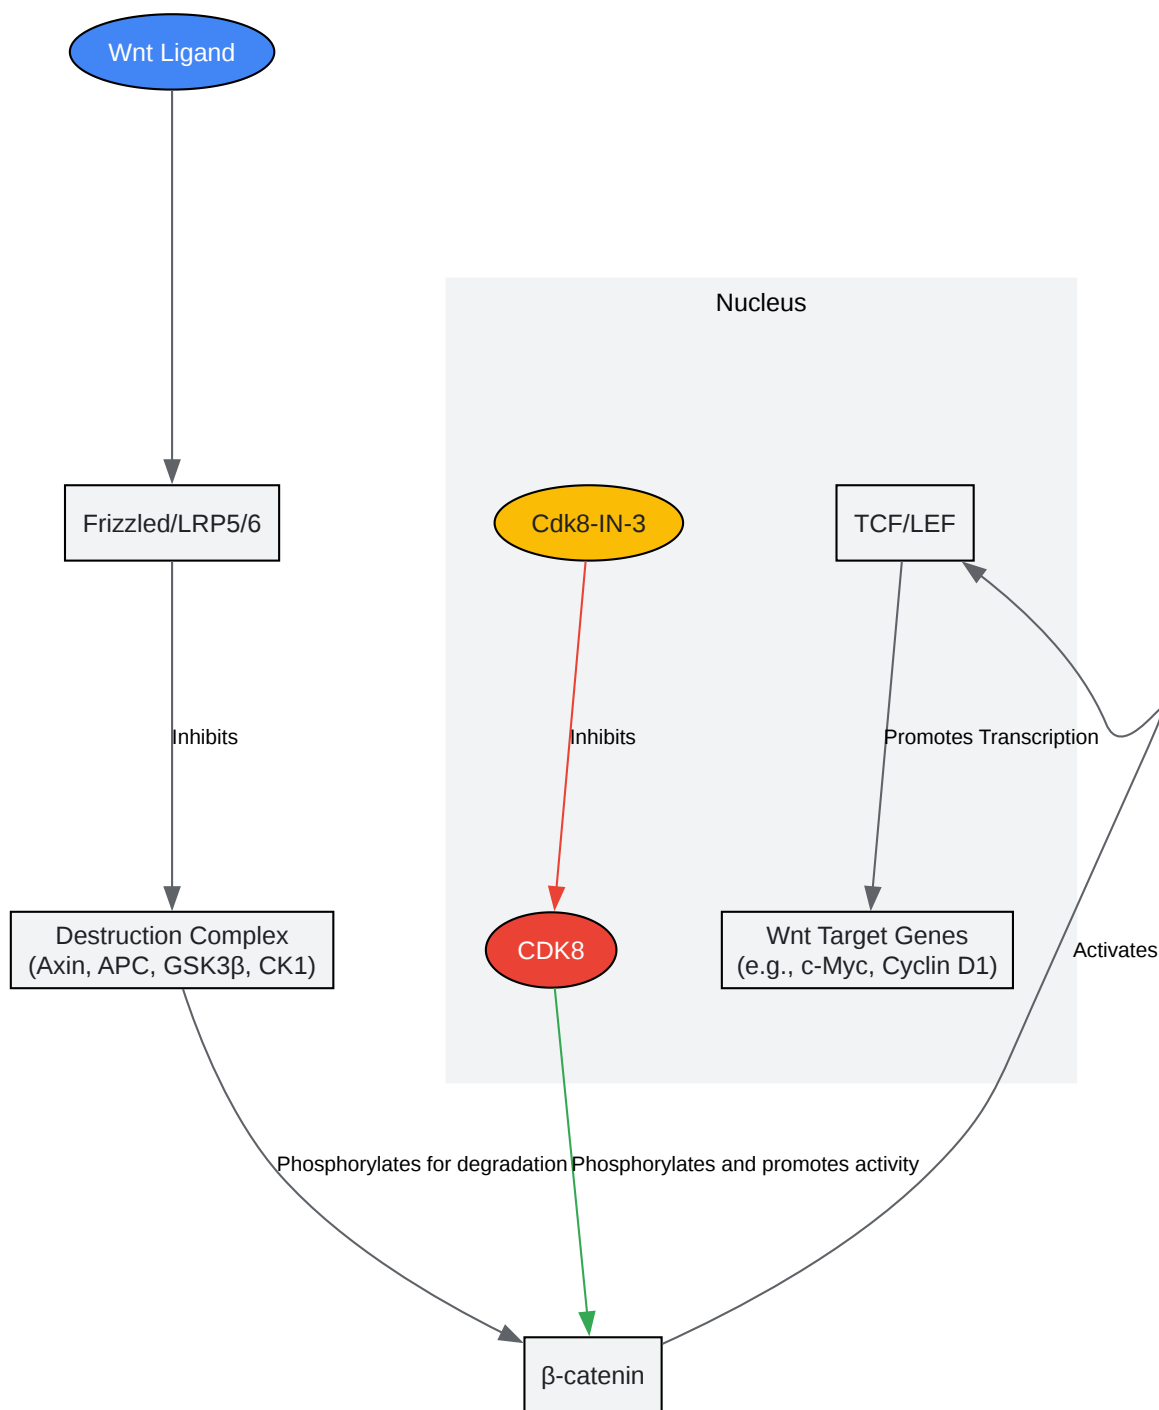 Wnt Ligand
Nucleus
Frizzled/LRP5/6
Cdk8-IN-3
TCF/LEF
Inhibits
Inhibits
Promotes Transcription
Destruction Complex
(Axin, APC, GSK3β, CK1)
CDK8
Wnt Target Genes
(e.g., c-Myc, Cyclin D1)
Activates
Phosphorylates for degradation
Phosphorylates and promotes activity
β-catenin